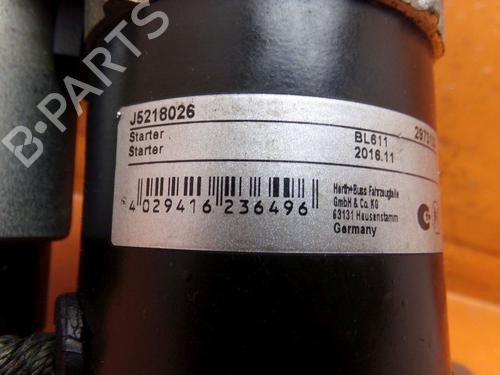 J5218026
Starter
Starter
BL611
2016.11
4 029416 236496
Herth+Buss Fahrzeugteile
GmbH & Co. KG
63131 Heusenstamm
Germany
B-PARTS